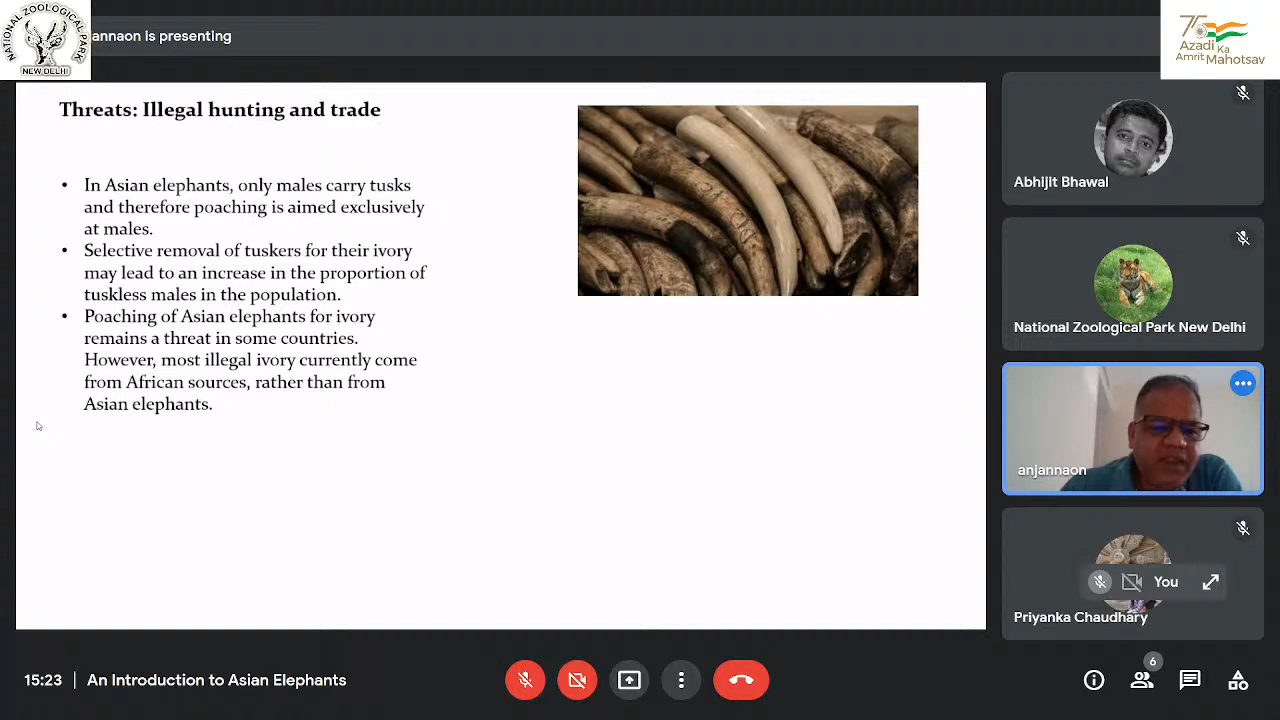 NATIONAL ZOOLOGICAL PARK
NEW DELHI
annaon is presenting
75
Azadi
Ka
Amrit Mahotsav
Threats: Illegal hunting and trade
• In Asian elephants, only males carry tusks
and therefore poaching is aimed exclusively
at males.
• Selective removal of tuskers for their ivory
may lead to an increase in the proportion of
tuskless males in the population.
• Poaching of Asian elephants for ivory
remains a threat in some countries.
However, most illegal ivory currently come
from African sources, rather than from
Asian elephants.
Abhijit Bhawal
National Zoological Park New Delhi
anjannaon
You
Priyanka Chaudhary
15:23 | An Introduction to Asian Elephants
6